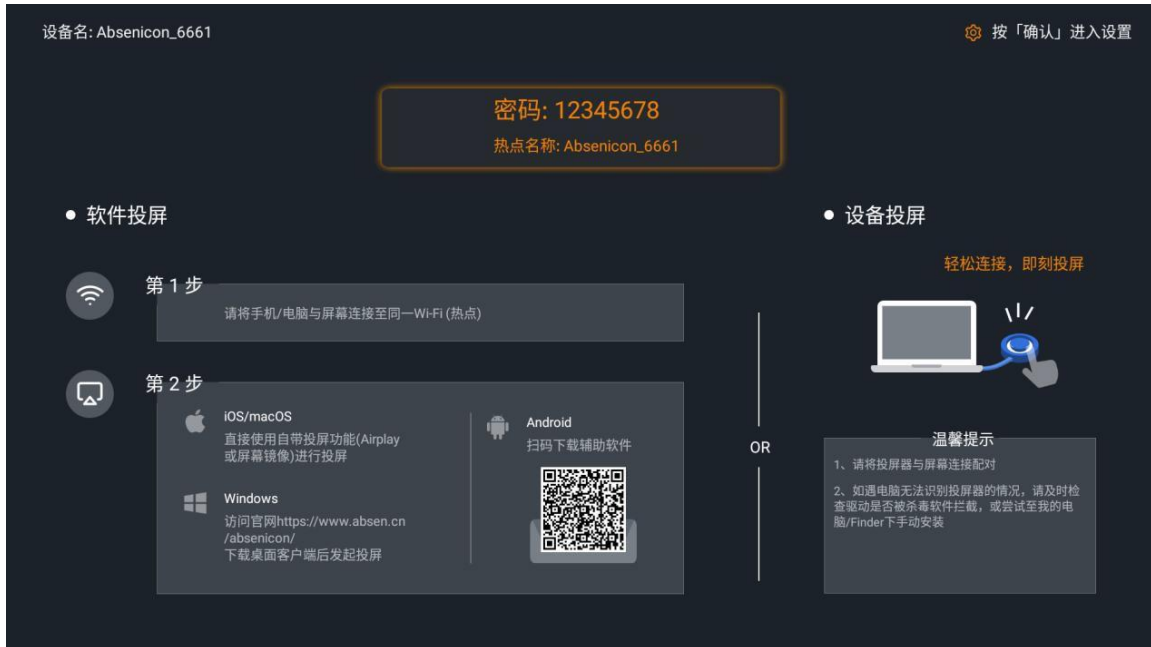 设备名: Absenicon_6661
按「确认」进入设置
密码: 12345678
热点名称: Absenicon_6661
软件投屏
第 1 步
请将手机/电脑与屏幕连接至同一Wi-Fi (热点)
第 2 步
iOS/macOS
直接使用自带投屏功能(Airplay
或屏幕镜像)进行投屏
Windows
访问官网https://www.absen.cn
/absenicon/
下载桌面客户端后发起投屏
Android
扫码下载辅助软件
OR
设备投屏
轻松连接，即刻投屏
温馨提示
1、请将投屏器与屏幕连接配对
2、如遇电脑无法识别投屏器的情况，请及时检
查驱动是否被杀毒软件拦截，或尝试至我的电
脑/Finder下手动安装